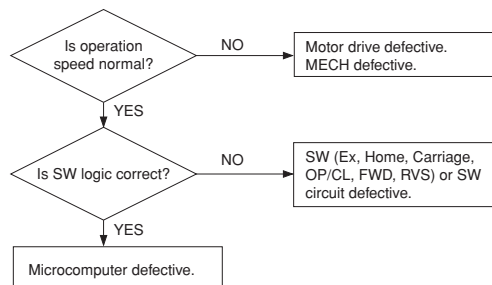 Is operation
speed normal?
NO
Motor drive defective.
MECH defective.
YES
Is SW logic correct?
NO
SW (Ex, Home, Carriage,
OP/CL, FWD, RVS) or SW
circuit defective.
YES
Microcomputer defective.